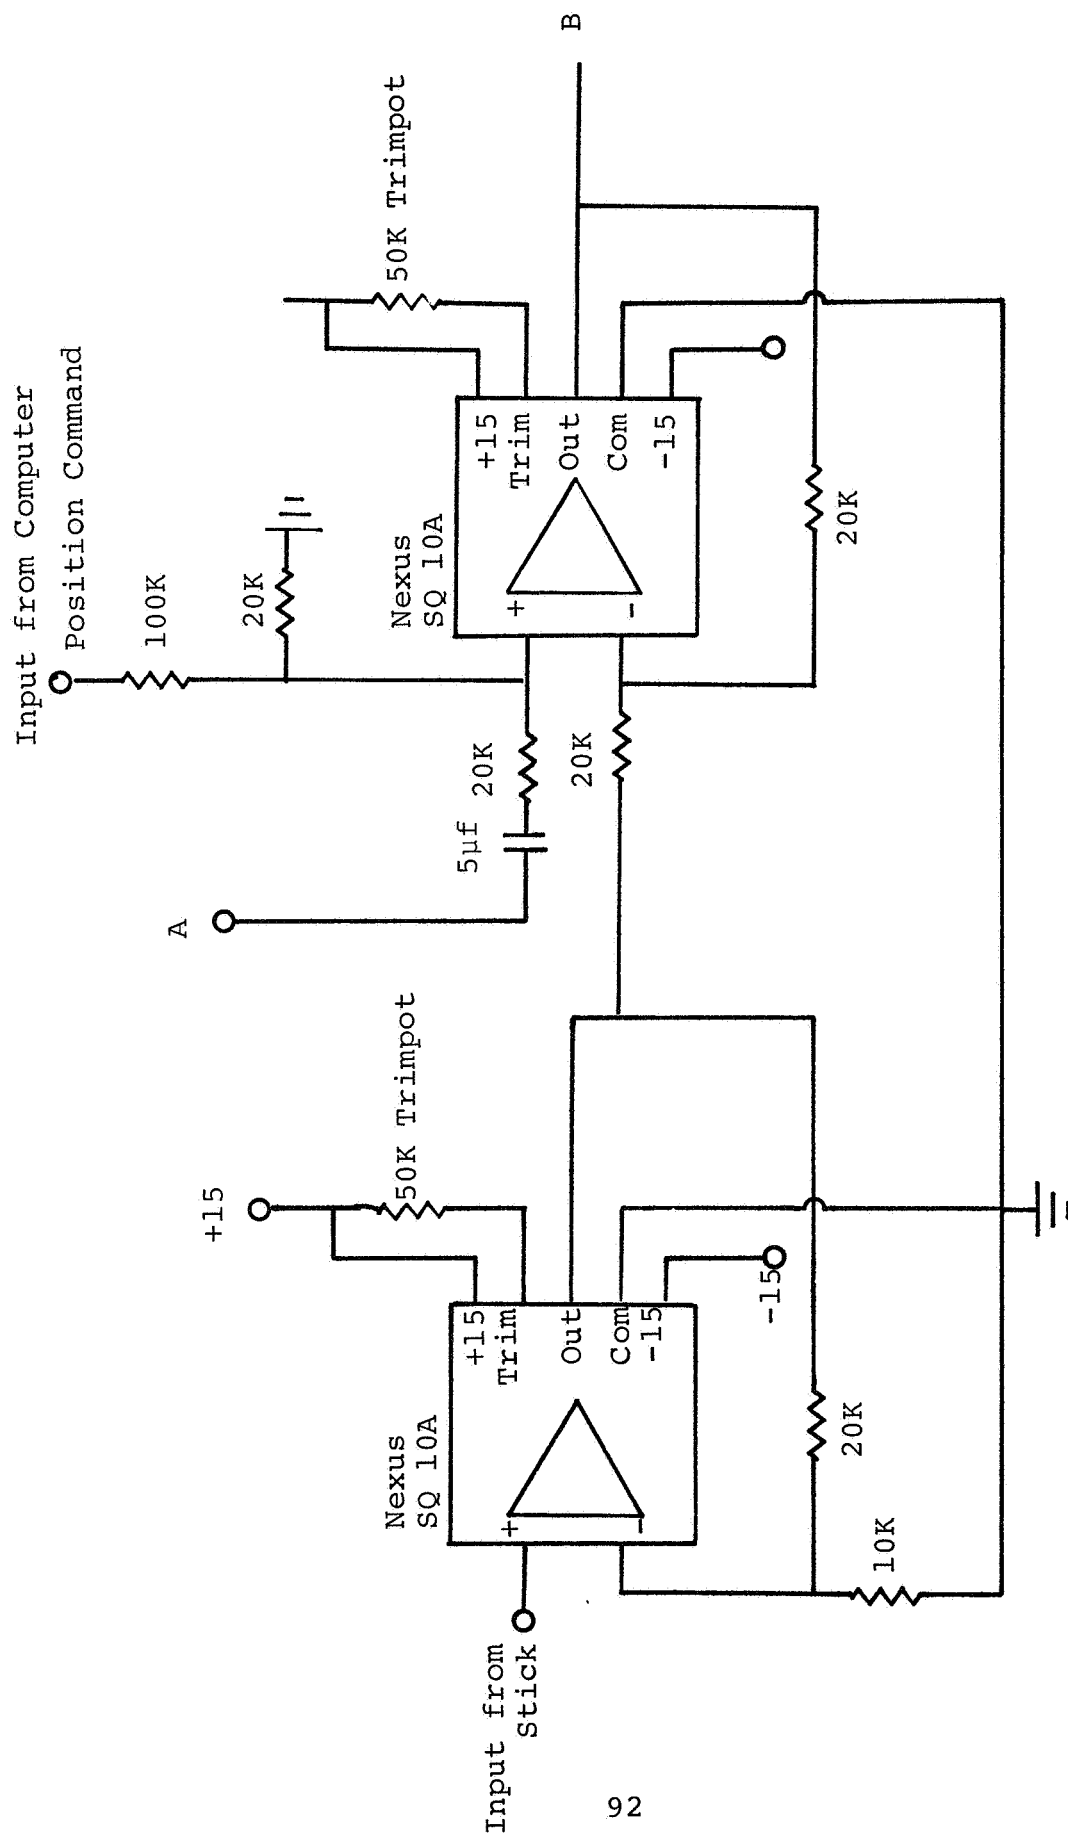 Input from Computer
Position Command
100K
20K
50K Trimpot
B
Nexus
SQ 10A
+15
Trim
Out
Com
-15
+
-
20K
A
5µf
20K
20K
+15
50K Trimpot
Nexus
SQ 10A
+15
Trim
Out
Com
-15
+
-
-15
20K
10K
Input from
Stick
92